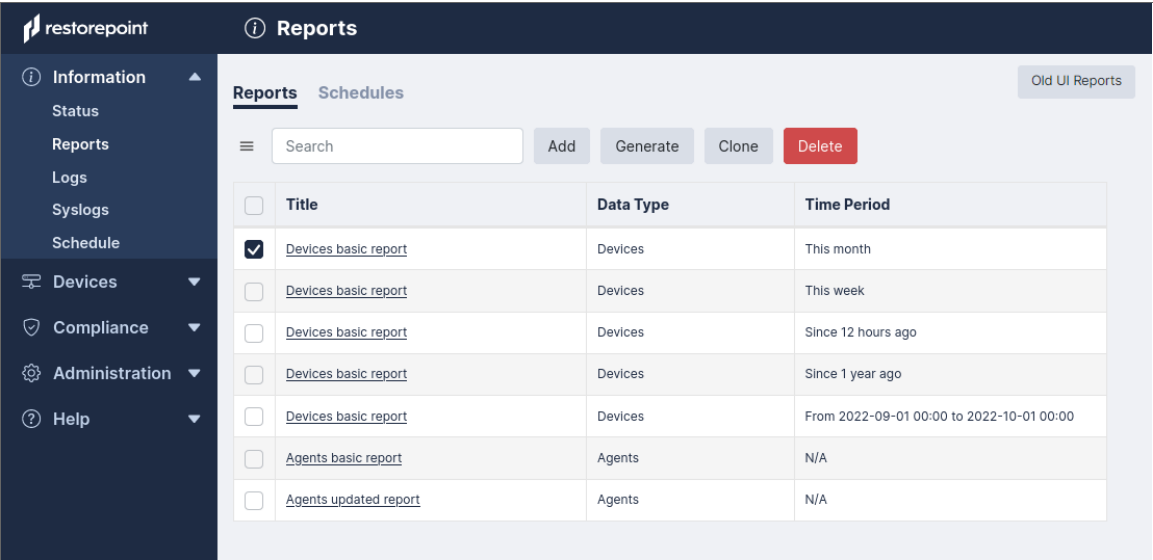 restorepoint
Reports
Information
Status
Reports
Logs
Syslogs
Schedule
Devices
Compliance
Administration
Help
Reports Schedules
Old UI Reports
Search Add Generate Clone Delete
Title Data Type Time Period
Devices basic report Devices This month
Devices basic report Devices This week
Devices basic report Devices Since 12 hours ago
Devices basic report Devices Since 1 year ago
Devices basic report Devices From 2022-09-01 00:00 to 2022-10-01 00:00
Agents basic report Agents N/A
Agents updated report Agents N/A